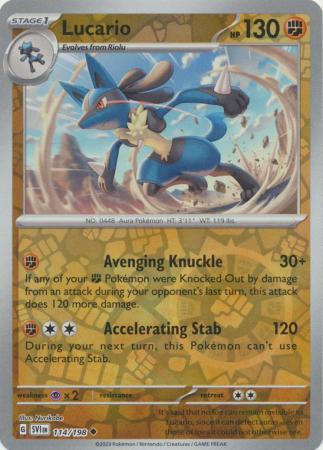 STAGE 1
Lucario
HP 130
Evolves from Riolu
NO. 0448 Aura Pokémon HT: 3'11" WT: 119 lbs.
Avenging Knuckle 30+
If any of your Pokémon were Knocked Out by damage
from an attack during your opponent's last turn, this attack
does 120 more damage.
Accelerating Stab 120
During your next turn, this Pokémon can't use
Accelerating Stab.
weakness ×2 resistance retreat
Illus. Narikabe
G SVI EN 114/198
It's said that no foe can remain
invisible to Lucario, since it can detect auras—
even those of foes it could not otherwise see.
©2023 Pokémon / Nintendo / Creatures / GAME FREAK